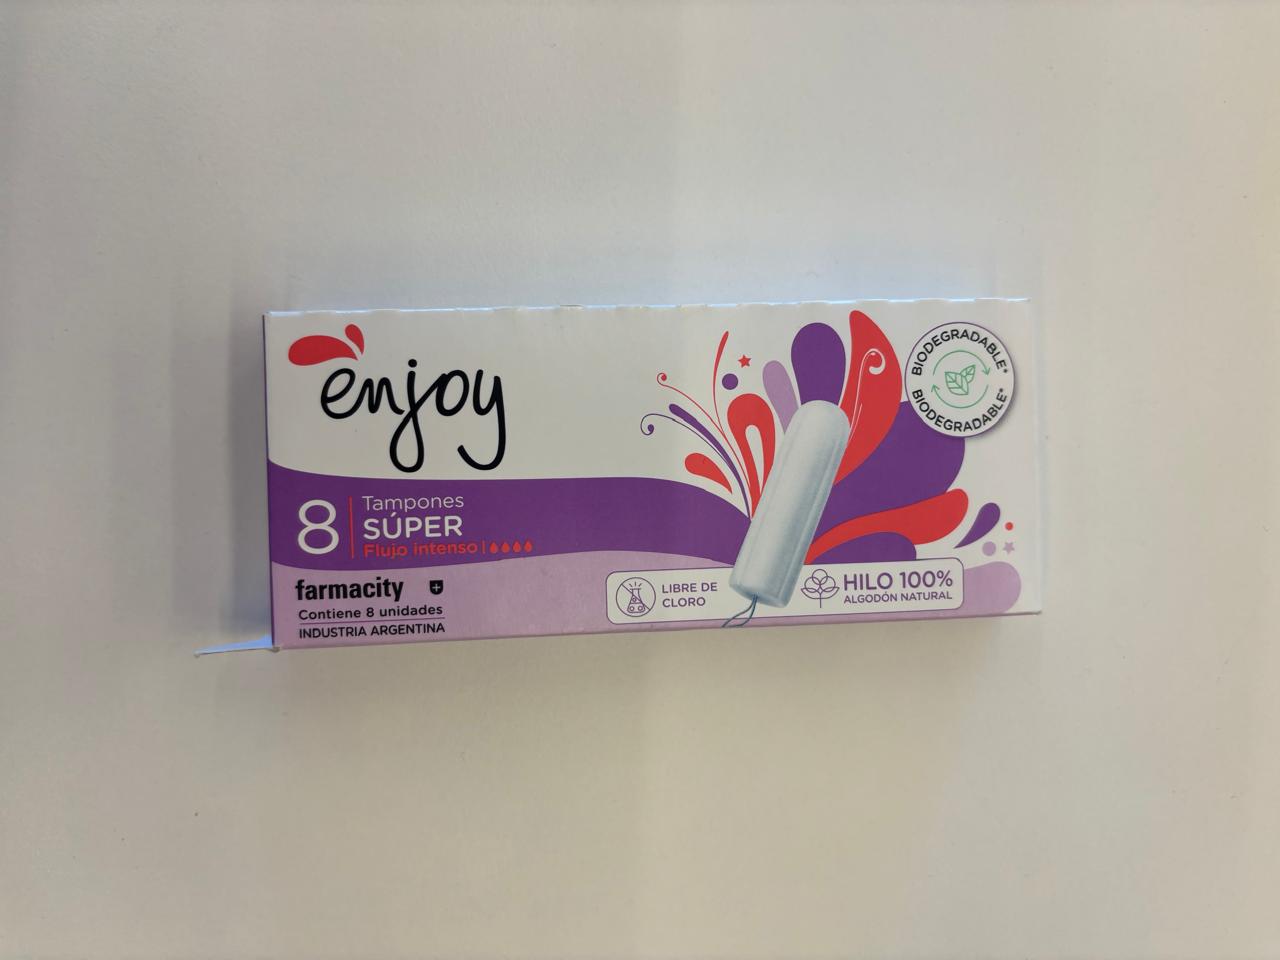 enjoy
8
Tampones
SÚPER
Flujo intenso |
farmacity
Contiene 8 unidades
INDUSTRIA ARGENTINA
LIBRE DE
CLORO
HILO 100%
ALGODÓN NATURAL
BIODEGRADABLE*
BIODEGRADABLE*